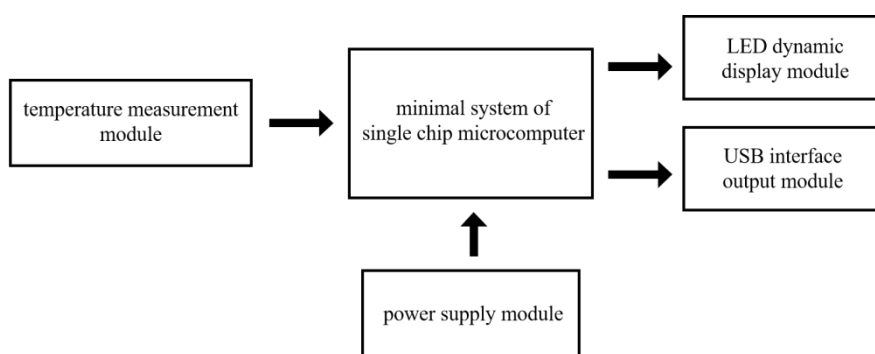 temperature measurement
module
minimal system of
single chip microcomputer
LED dynamic
display module
USB interface
output module
power supply module